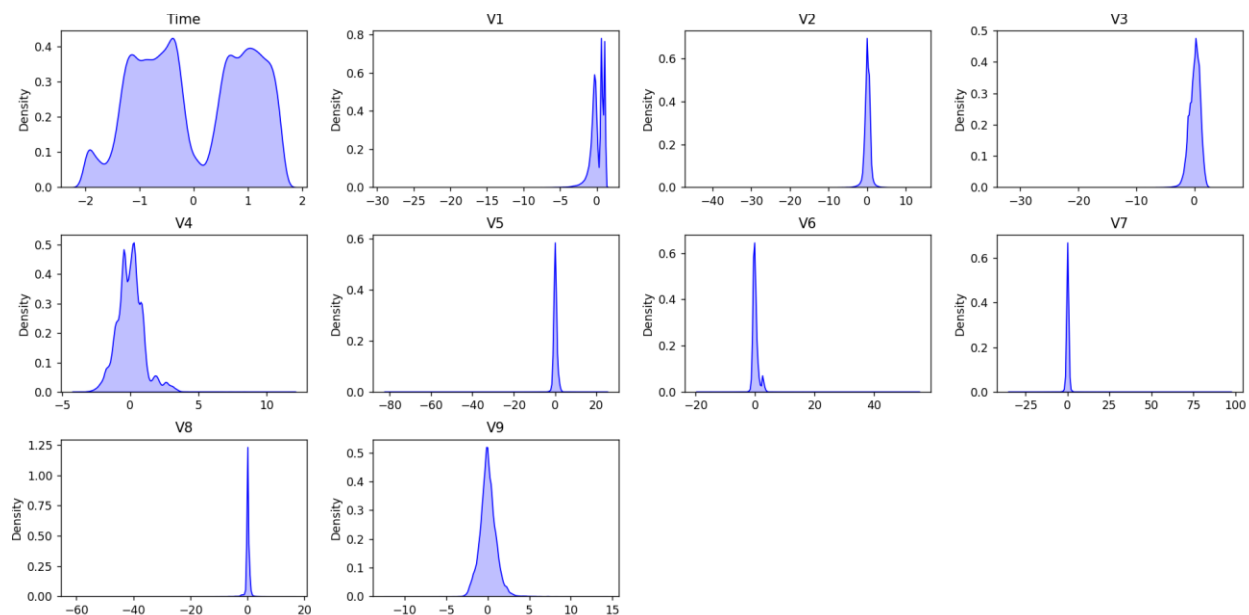 Time V1 V2 V3
Density 0.4 0.3 0.2 0.1 0.0
−2 −1 0 1 2
Density 0.8 0.6 0.4 0.2 0.0
−30 −25 −20 −15 −10 −5 0
Density 0.6 0.4 0.2 0.0
−40 −30 −20 −10 0 10
Density 0.5 0.4 0.3 0.2 0.1 0.0
−30 −20 −10 0
V4 V5 V6 V7
Density 0.5 0.4 0.3 0.2 0.1 0.0
−5 0 5 10
Density 0.6 0.4 0.2 0.0
−80 −60 −40 −20 0 20
Density 0.6 0.4 0.2 0.0
−20 0 20 40
Density 0.6 0.4 0.2 0.0
−25 0 25 50 75 100
V8 V9
Density 1.25 1.00 0.75 0.50 0.25 0.00
−60 −40 −20 0 20
Density 0.5 0.4 0.3 0.2 0.1 0.0
−10 −5 0 5 10 15